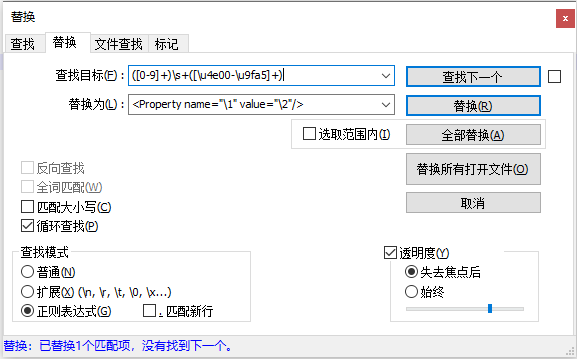 替换
查找 替换 文件查找 标记
查找目标(F)： ([0-9]+)\s+([\u4e00-\u9fa5]+) 查找下一个
替换为(L)： <Property name="\1" value="\2"/> 替换(R)
选取范围内(I) 全部替换(A)
反向查找 替换所有打开文件(O)
全词匹配(W)
匹配大小写(C) 取消
循环查找(P)
查找模式 透明度(Y)
普通(N) 失去焦点后
扩展(X) (\n, \r, \t, \0, \x...) 始终
正则表达式(G) . 匹配新行
替换：已替换1个匹配项，没有找到下一个。